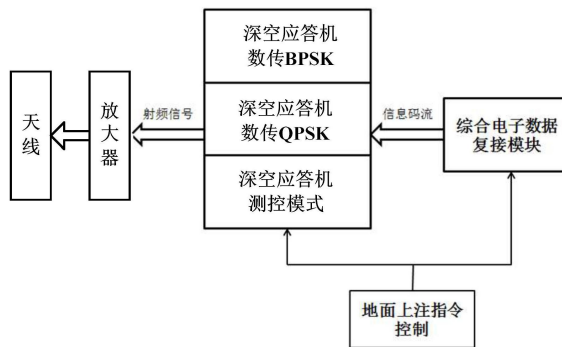 深空应答机
数传BPSK
天线
放大器
射频信号
深空应答机
数传QPSK
信息码流
综合电子数据
复接模块
深空应答机
测控模式
地面上注指令
控制